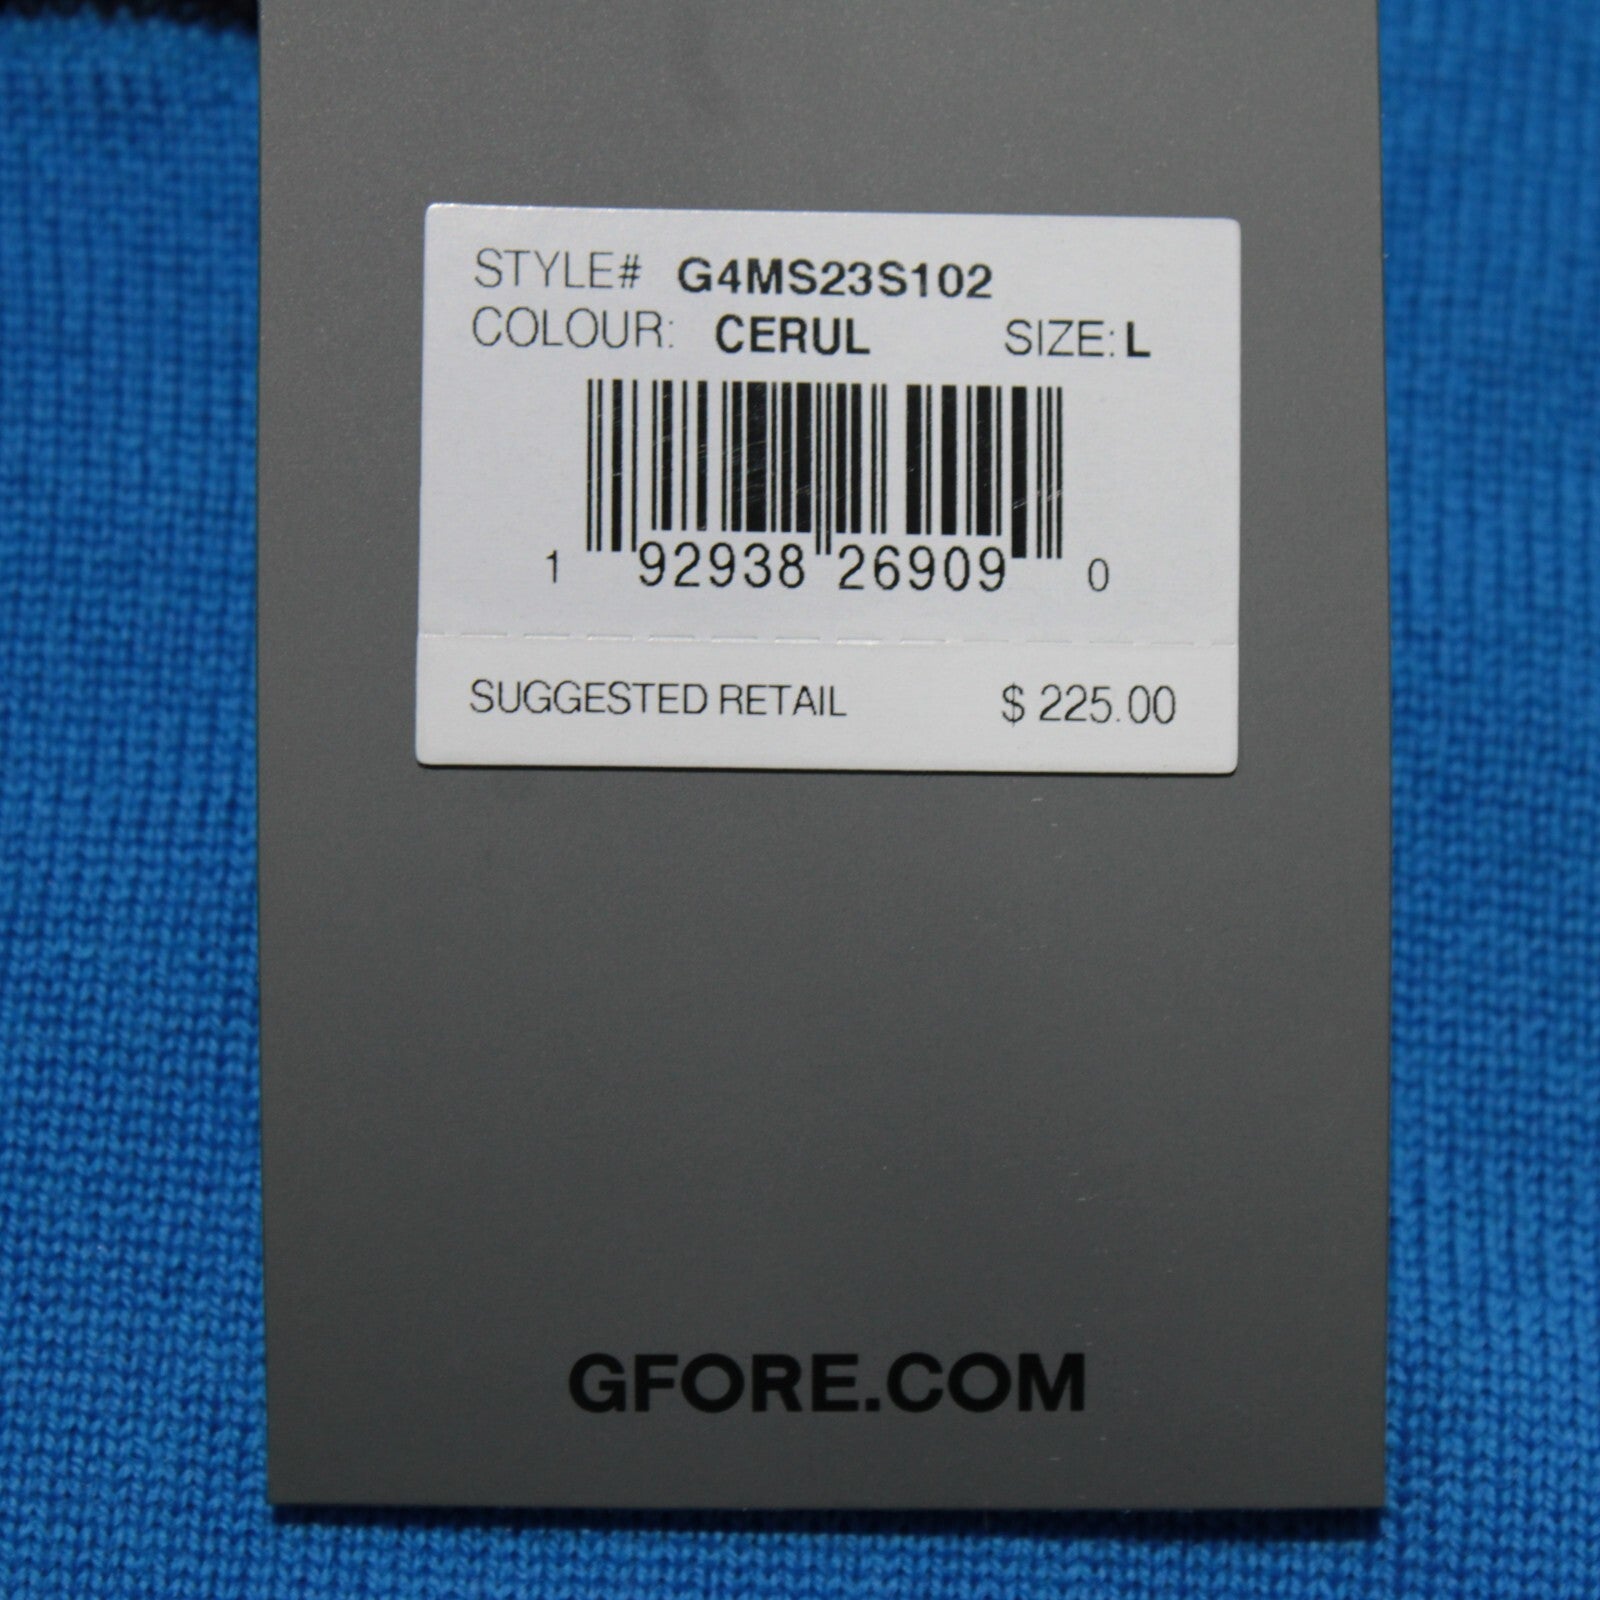 STYLE# G4MS23S102
COLOUR: CERUL SIZE: L
1 92938 26909 0
SUGGESTED RETAIL $ 225.00
GFORE.COM